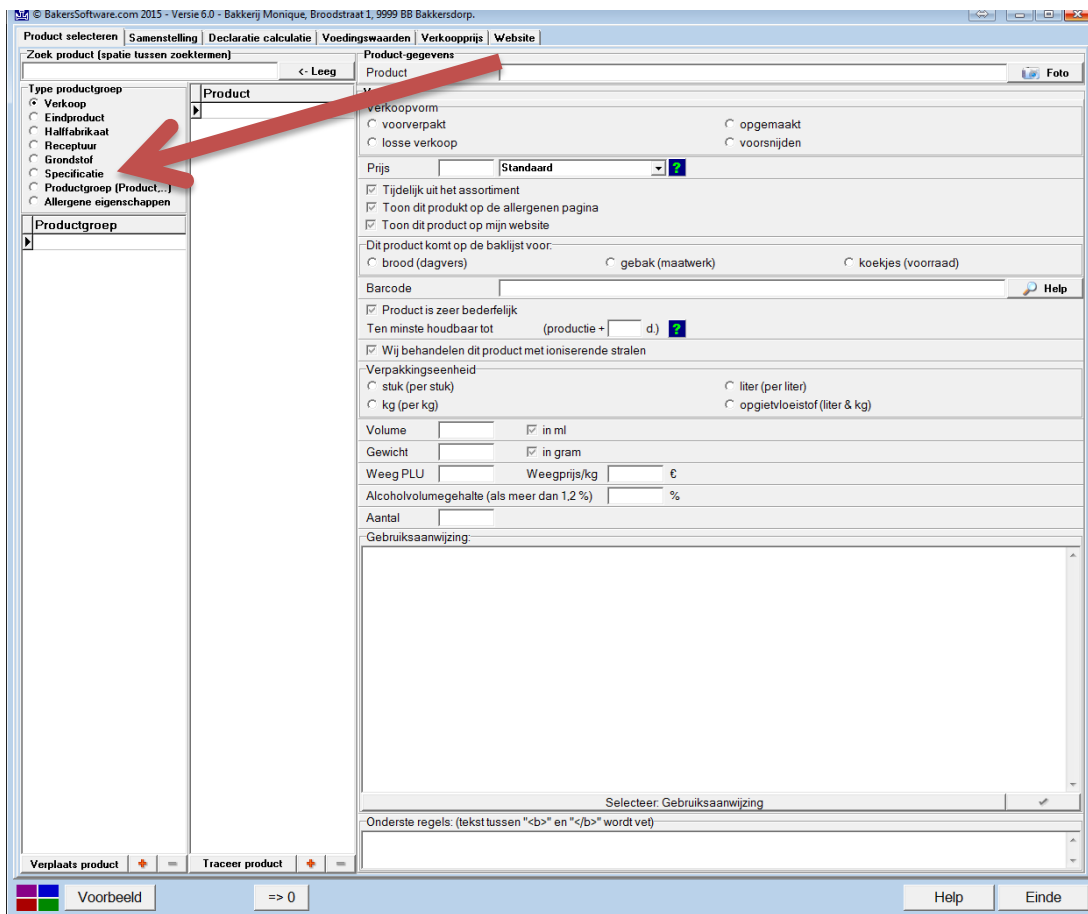 © BakersSoftware.com 2015 - Versie 6.0 - Bakkerij Monique, Broodstraat 1, 9999 BB Bakkersdorp.
Product selecteren Samenstelling Declaratie calculatie Voedingswaarden Verkoopprijs Website
Zoek product (spatie tussen zoektermen)
<- Leeg
Type productgroep
Verkoop
Eindproduct
Halffabrikaat
Receptuur
Grondstof
Specificatie
Productgroep (Product,..)
Allergene eigenschappen
Productgroep
Product
Product-gegevens
Product Foto
Verkoopvorm
voorverpakt opgemaakt
losse verkoop voorsnijden
Prijs Standaard ?
Tijdelijk uit het assortiment
Toon dit produkt op de allergenen pagina
Toon dit product op mijn website
Dit product komt op de baklijst voor:
brood (dagvers) gebak (maatwerk) koekjes (voorraad)
Barcode Help
Product is zeer bederfelijk
Ten minste houdbaar tot (productie + d.) ?
Wij behandelen dit product met ioniserende stralen
Verpakkingseenheid
stuk (per stuk) liter (per liter)
kg (per kg) opgietvloeistof (liter & kg)
Volume in ml
Gewicht in gram
Weeg PLU Weegprijs/kg €
Alcoholvolumegehalte (als meer dan 1,2 %) %
Aantal
Gebruiksaanwijzing:
Selecteer: Gebruiksaanwijzing
Onderste regels: (tekst tussen "<b>" en "</b>" wordt vet)
Verplaats product + - Traceer product + -
Voorbeeld => 0 Help Einde